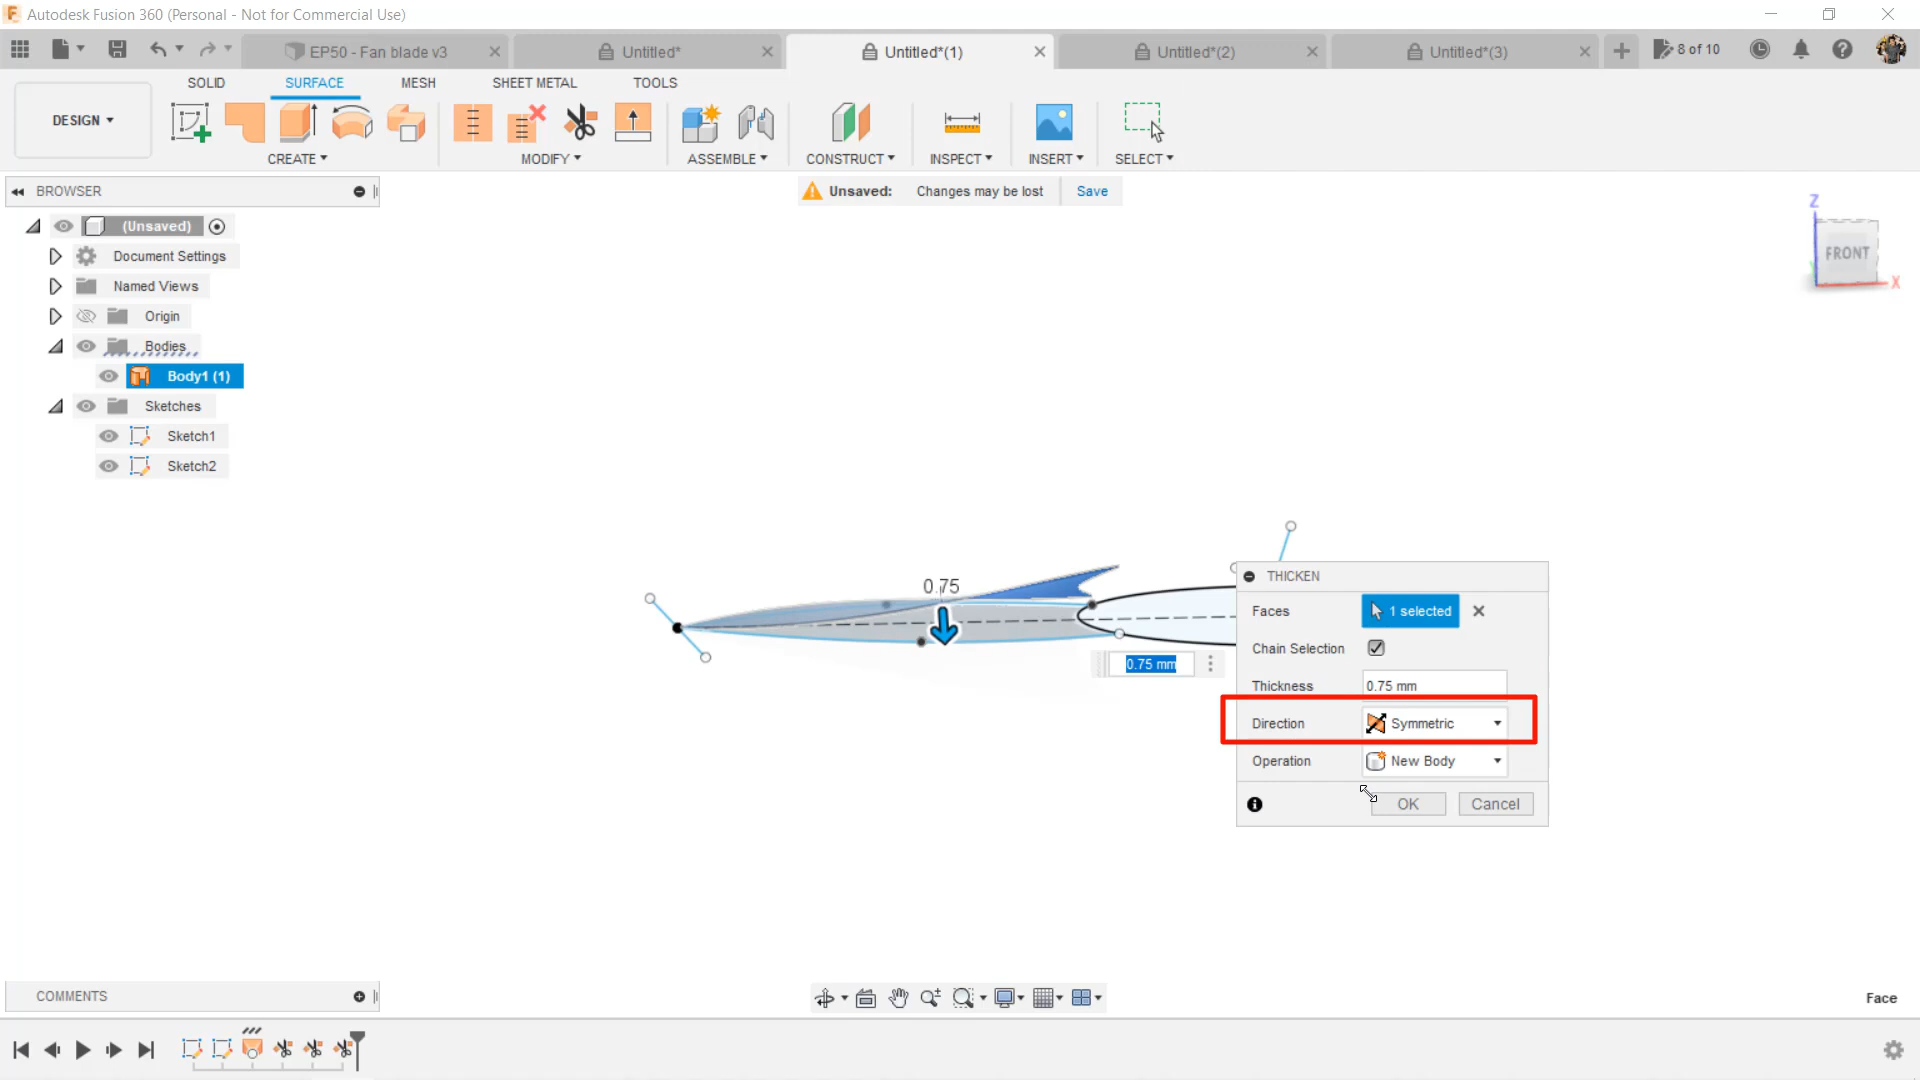 Autodesk Fusion 360 (Personal - Not for Commercial Use)
EP50 - Fan blade v3
Untitled*
Untitled*(1)
Untitled*(2)
Untitled*(3)
8 of 10
SOLID
SURFACE
MESH
SHEET METAL
TOOLS
DESIGN
CREATE
MODIFY
ASSEMBLE
CONSTRUCT
INSPECT
INSERT
SELECT
BROWSER
Unsaved:
Changes may be lost
Save
(Unsaved)
Document Settings
Named Views
Origin
Bodies
Body1 (1)
Sketches
Sketch1
Sketch2
Z
FRONT
X
0.75
0.75 mm
THICKEN
Faces
1 selected
Chain Selection
Thickness
0.75 mm
Direction
Symmetric
Operation
New Body
OK
Cancel
COMMENTS
Face